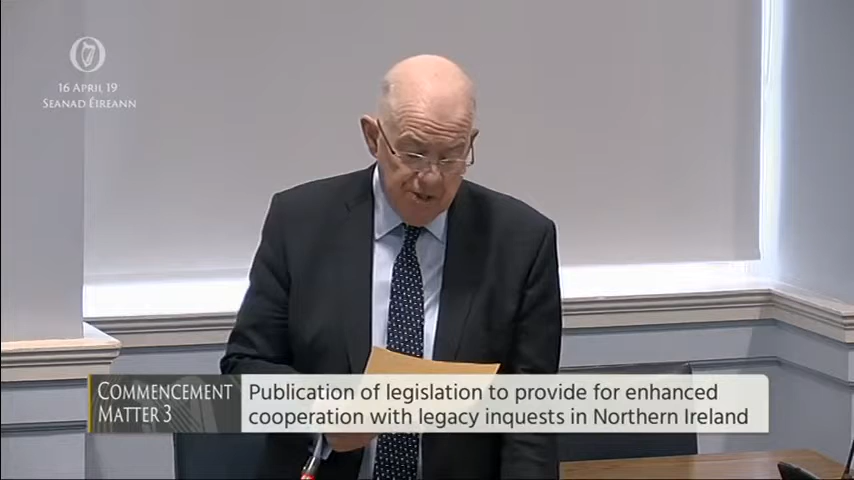 16 April 19
Seanad Éireann
Commencement
Matter 3
Publication of legislation to provide for enhanced
cooperation with legacy inquests in Northern Ireland